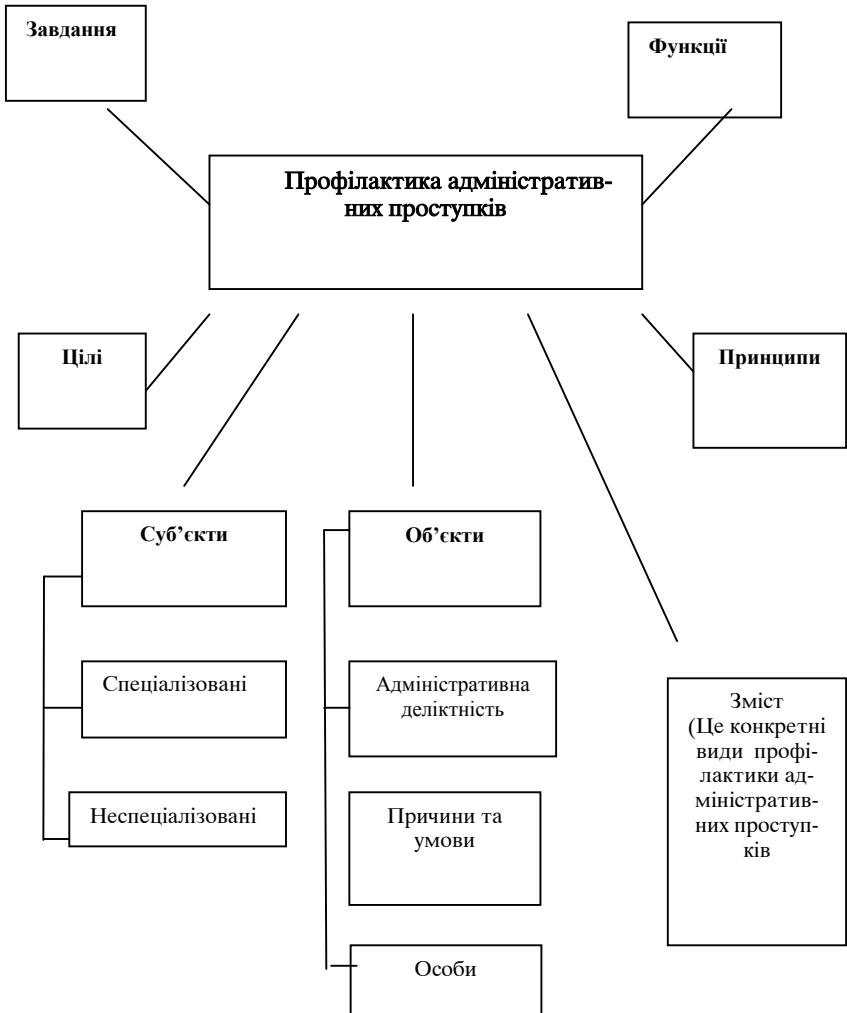 Завдання
Функції
Профілактика адміністратив-
них проступків
Цілі
Принципи
Суб’єкти
Об’єкти
Спеціалізовані
Адміністративна
деліктність
Зміст
(Це конкретні
види профі-
лактики ад-
міністратив-
них проступ-
ків
Неспеціалізовані
Причини та
умови
Особи